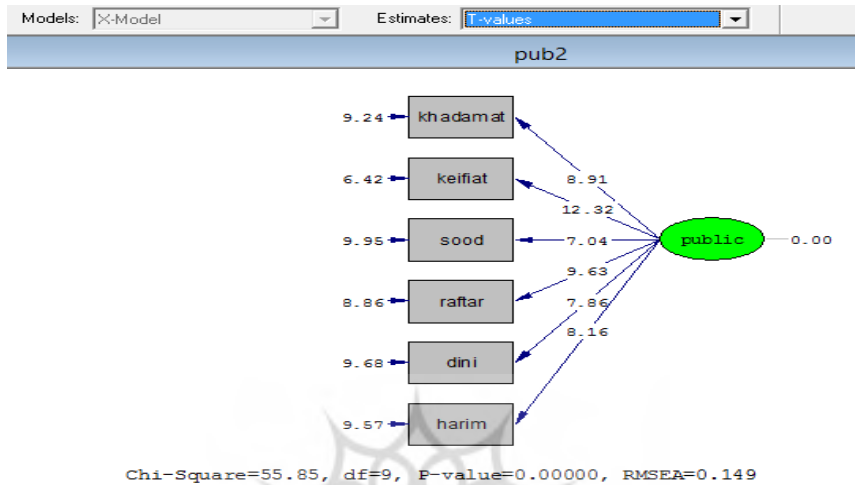 Models: X-Model Estimates: T-values
pub2
9.24 khadamat
8.91
6.42 keifiat
12.32
9.95 sood 7.04 public 0.00
9.63
8.86 raftar 7.86
8.16
9.68 dini
9.57 harim
Chi-Square=55.85, df=9, P-value=0.00000, RMSEA=0.149